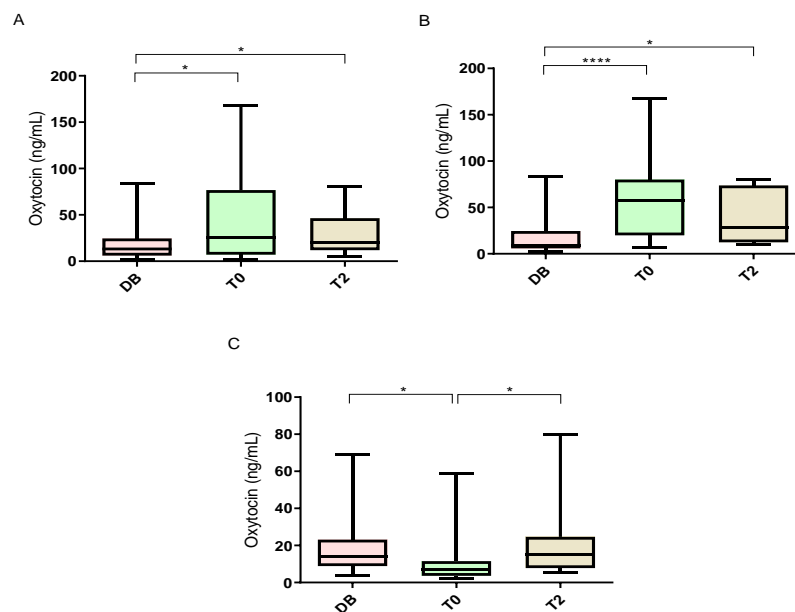 A
* 
*
Oxytocin (ng/mL)
200
150
100
50
0
DB
T0
T2
B
*
****
Oxytocin (ng/mL)
200
150
100
50
0
DB
T0
T2
C
* *
Oxytocin (ng/mL)
100
80
60
40
20
0
DB
T0
T2